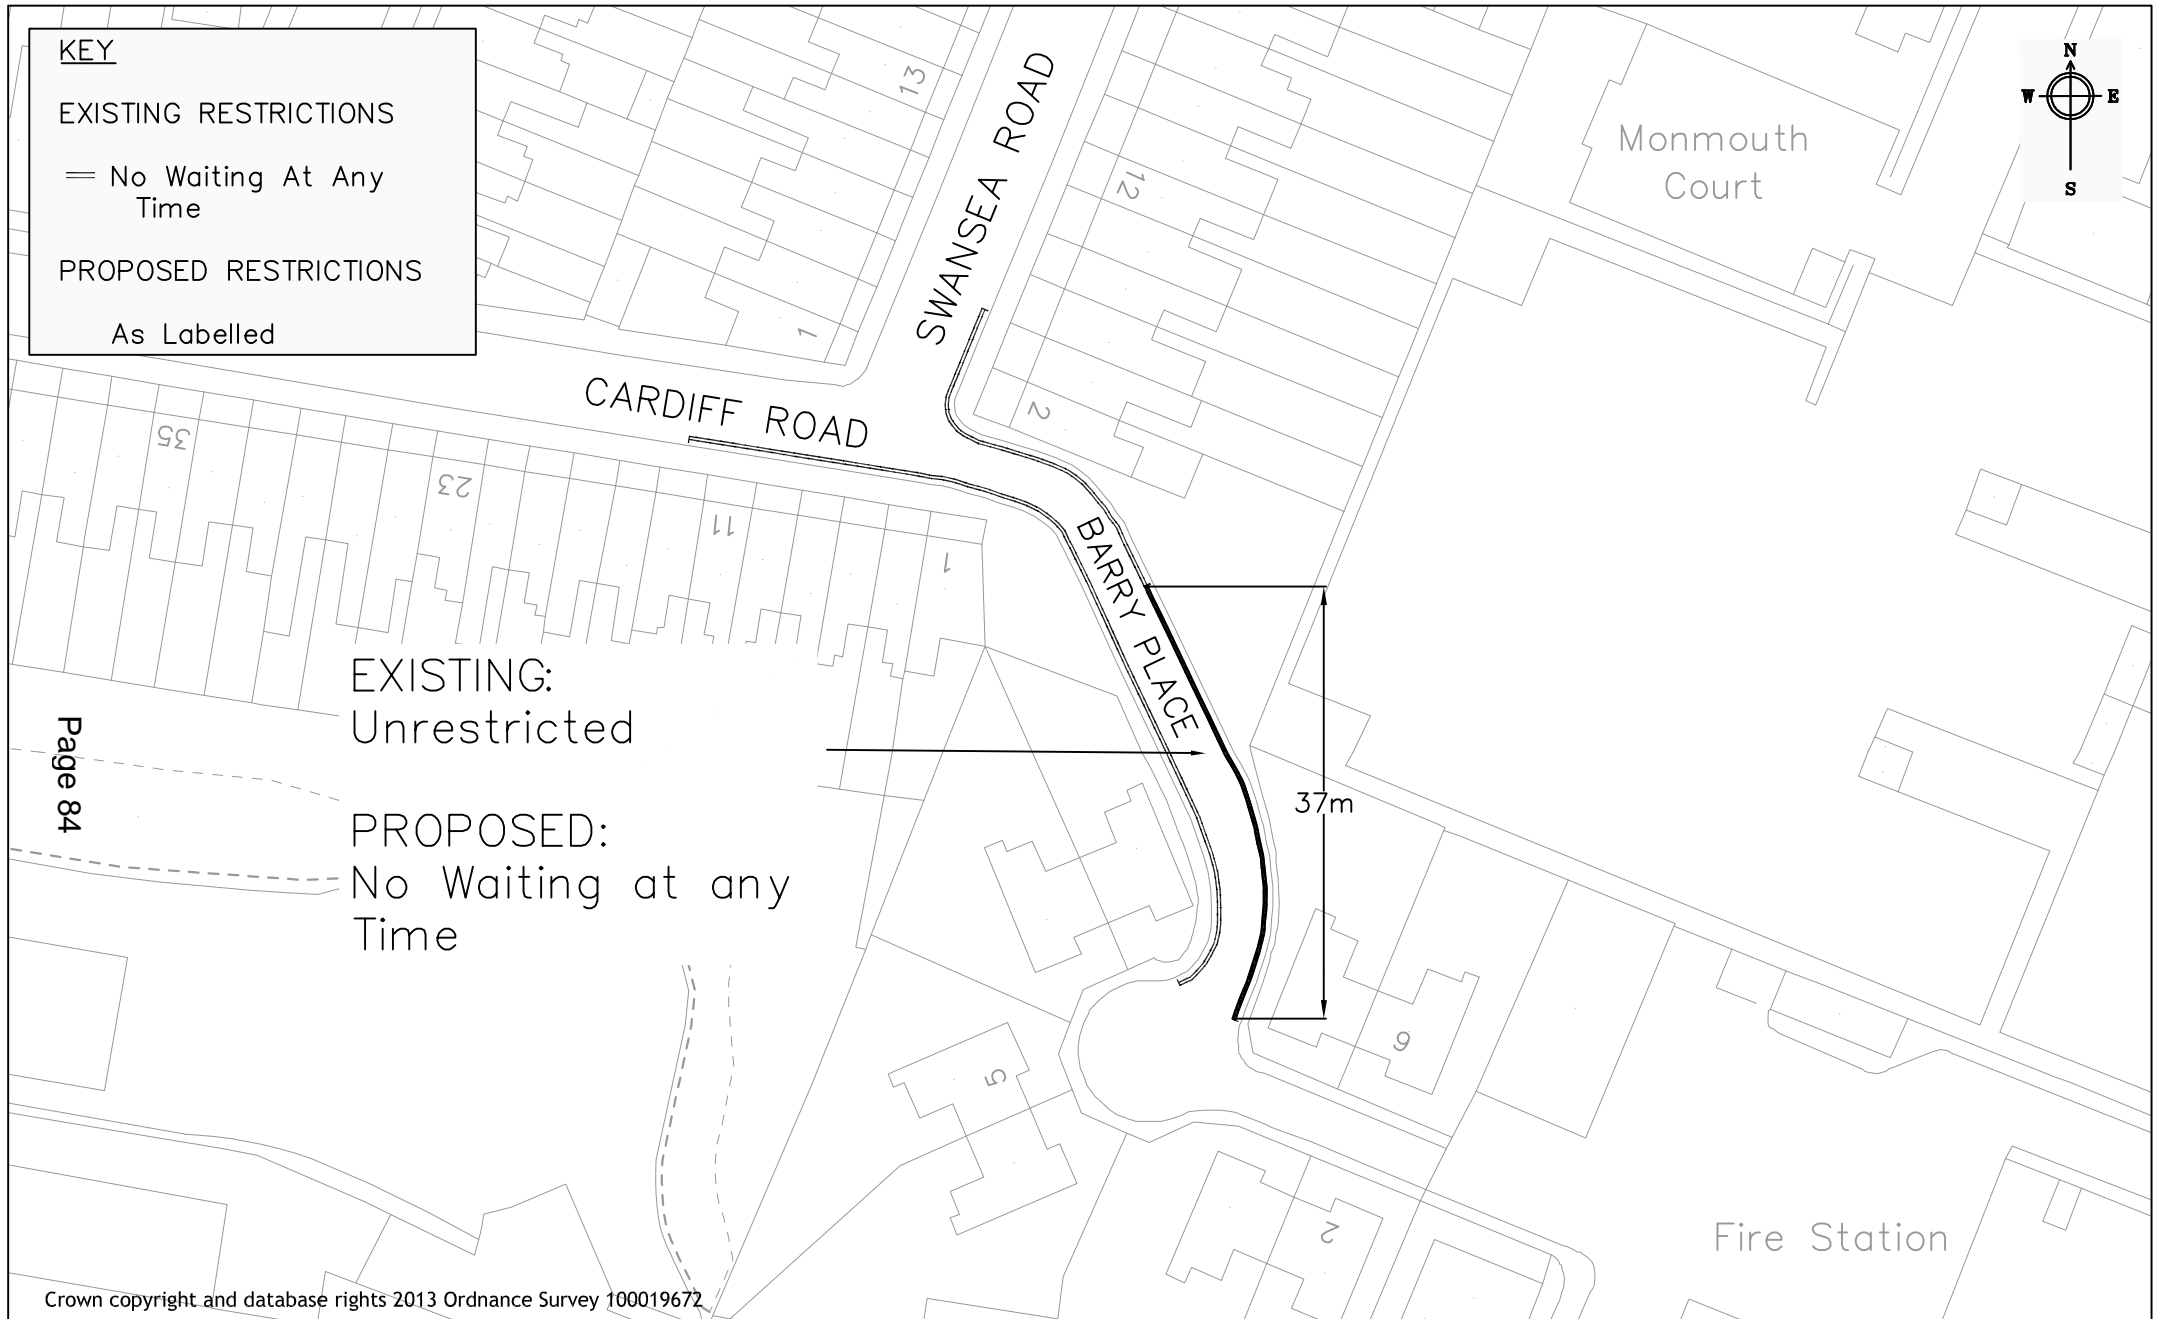 KEY
EXISTING RESTRICTIONS
No Waiting At Any
Time
PROPOSED RESTRICTIONS
As Labelled
N
W E
S
Monmouth
Court
13
SWANSEA ROAD
12
1
2
CARDIFF ROAD
35
23
11
1
BARRY PLACE
EXISTING:
Unrestricted
PROPOSED:
No Waiting at any
Time
37m
Page 84
5
6
2
Fire Station
Crown copyright and database rights 2013 Ordnance Survey 100019672